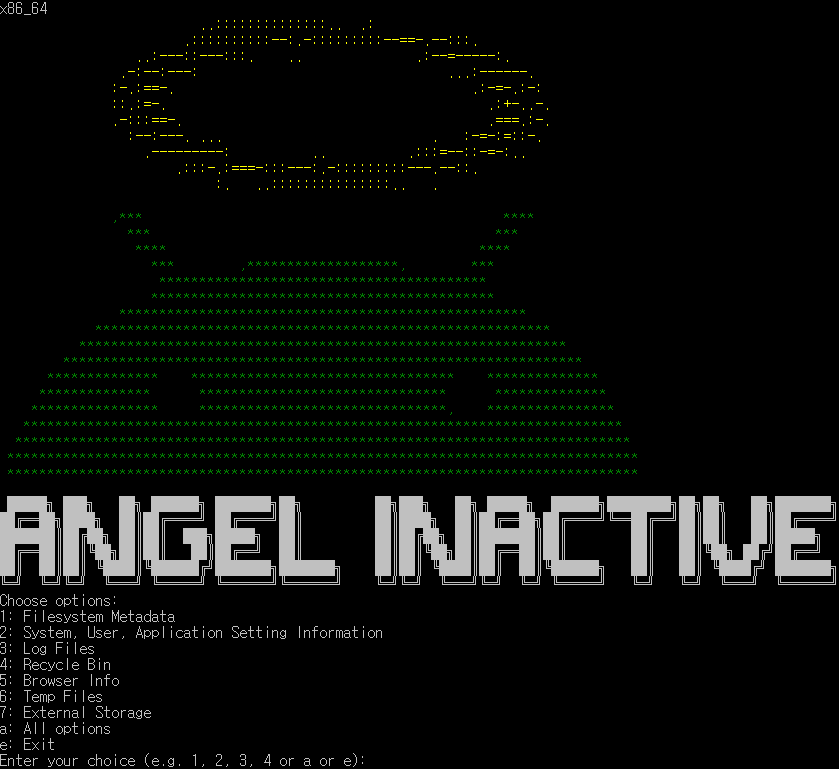 x86_64
ANGEL INACTIVE
Choose options:
1: Filesystem Metadata
2: System, User, Application Setting Information
3: Log Files
4: Recycle Bin
5: Browser Info
6: Temp Files
7: External Storage
a: All options
e: Exit
Enter your choice (e.g. 1, 2, 3, 4 or a or e):